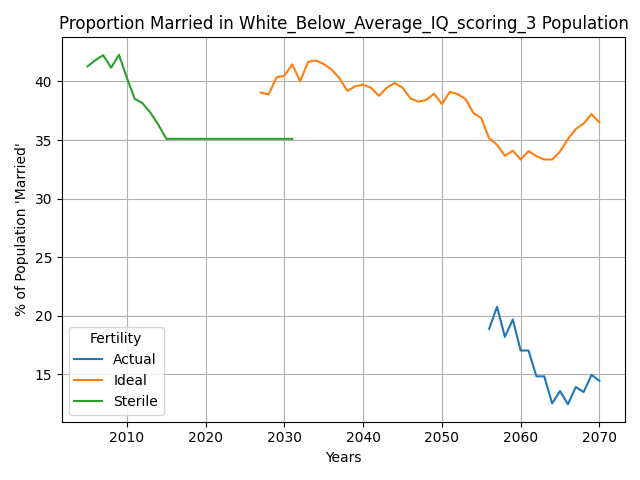 Proportion Married in White_Below_Average_IQ_scoring_3 Population
% of Population 'Married'
40
35
30
25
20
15
Fertility
Actual
Ideal
Sterile
2010 2020 2030 2040 2050 2060 2070
Years